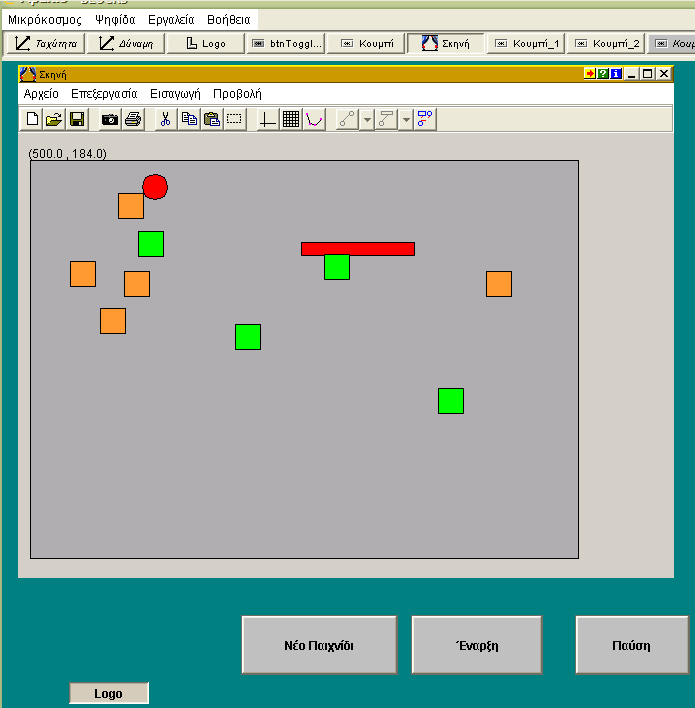 Μικρόκοσμος Ψηφίδα Εργαλεία Βοήθεια
Ταχύτητα Δύναμη Logo btnToggl... Κουμπί Σκηνή Κουμπί_1 Κουμπί_2
Σκηνή
Αρχείο Επεξεργασία Εισαγωγή Προβολή
(500.0 , 184.0)
Νέο Παιχνίδι Έναρξη Παύση
Logo